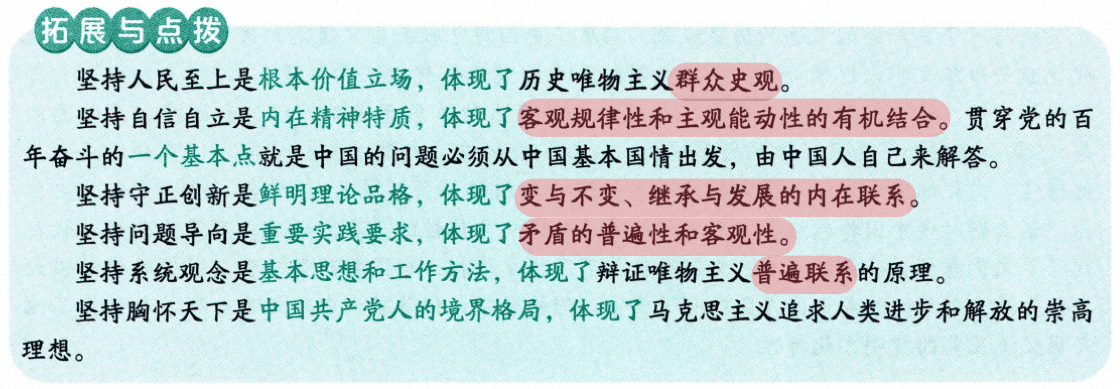 拓展与点拨
坚持人民至上是根本价值立场，体现了历史唯物主义群众史观。
坚持自信自立是内在精神特质，体现了客观规律性和主观能动性的有机结合。贯穿党的百
年奋斗的一个基本点就是中国的问题必须从中国基本国情出发，由中国人自己来解答。
坚持守正创新是鲜明理论品格，体现了变与不变、继承与发展的内在联系。
坚持问题导向是重要实践要求，体现了矛盾的普遍性和客观性。
坚持系统观念是基本思想和工作方法，体现了辩证唯物主义普遍联系的原理。
坚持胸怀天下是中国共产党人的境界格局，体现了马克思主义追求人类进步和解放的崇高
理想。